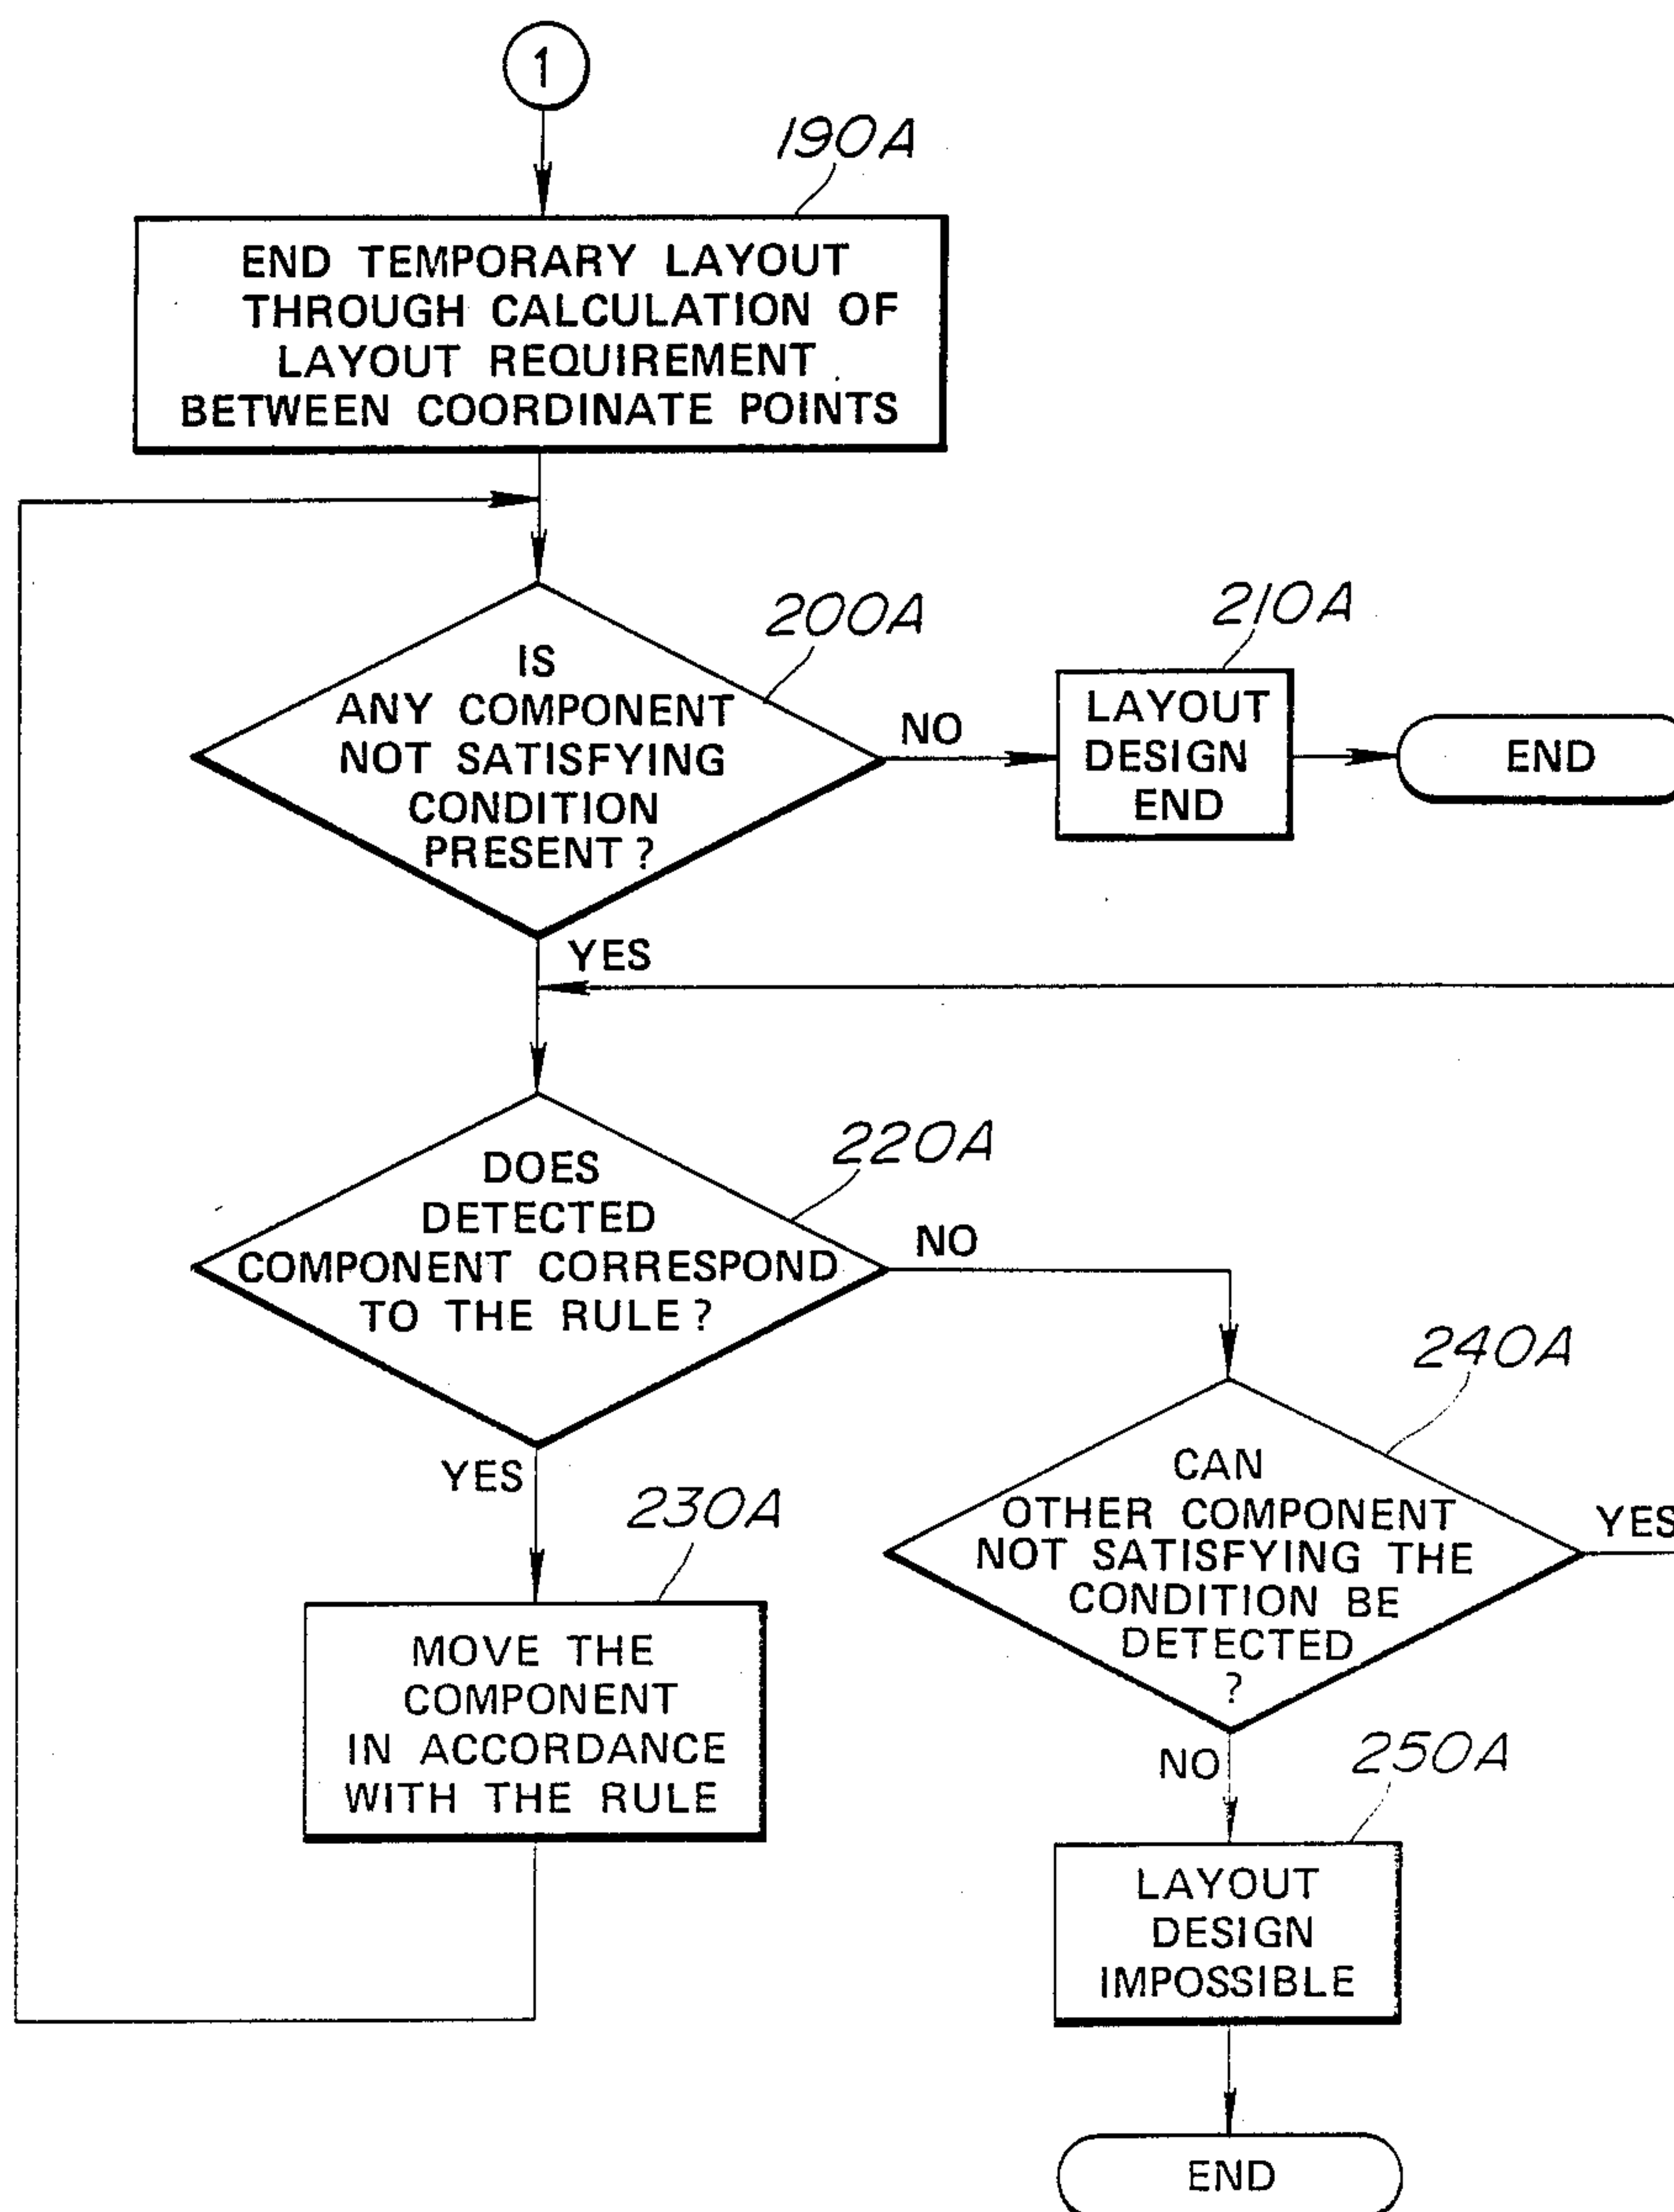 1
190A
END TEMPORARY LAYOUT
THROUGH CALCULATION OF
LAYOUT REQUIREMENT
BETWEEN COORDINATE POINTS
200A
IS
ANY COMPONENT
NOT SATISFYING
CONDITION
PRESENT ?
NO
210A
LAYOUT
DESIGN
END
END
YES
220A
DOES
DETECTED
COMPONENT CORRESPOND
TO THE RULE ?
NO
YES
230A
MOVE THE
COMPONENT
IN ACCORDANCE
WITH THE RULE
240A
CAN
OTHER COMPONENT
NOT SATISFYING THE
CONDITION BE
DETECTED
?
YES
NO
250A
LAYOUT
DESIGN
IMPOSSIBLE
END